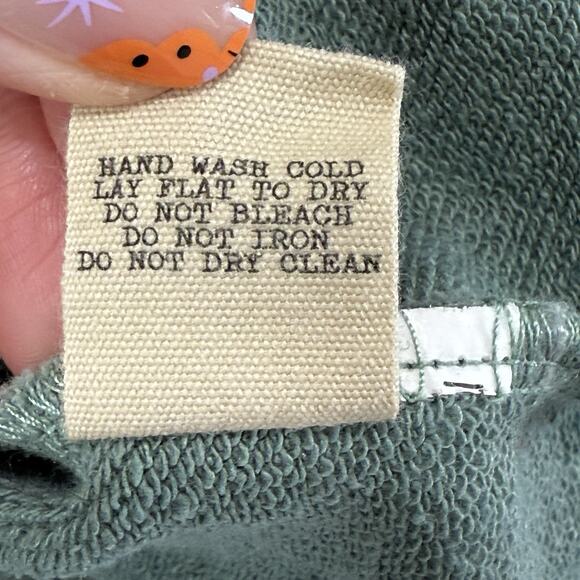 HAND WASH COLD
LAY FLAT TO DRY
DO NOT BLEACH
DO NOT IRON
DO NOT DRY CLEAN